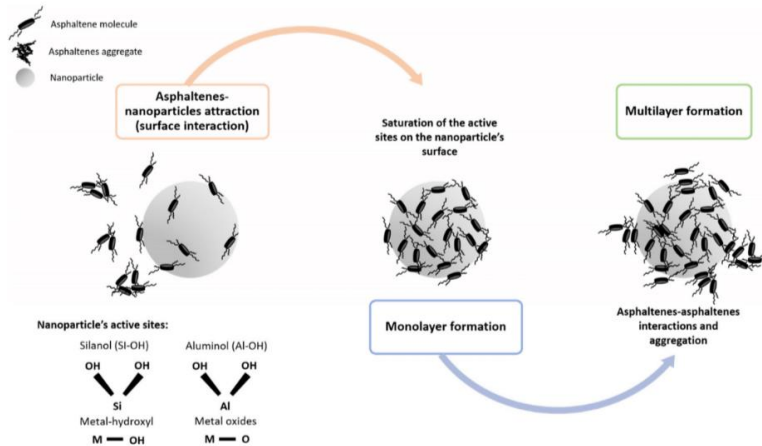 Asphaltene molecule
Asphaltenes aggregate
Nanoparticle
Asphaltenes-
nanoparticles attraction
(surface interaction)
Saturation of the active
sites on the nanoparticle's
surface
Multilayer formation
Monolayer formation
Asphaltenes-asphaltenes
interactions and
aggregation
Nanoparticle's active sites:
Silanol (SI-OH)
Aluminol (Al-OH)
OH OH
OH OH
Si
Al
Metal-hydroxyl
Metal oxides
M OH
M O